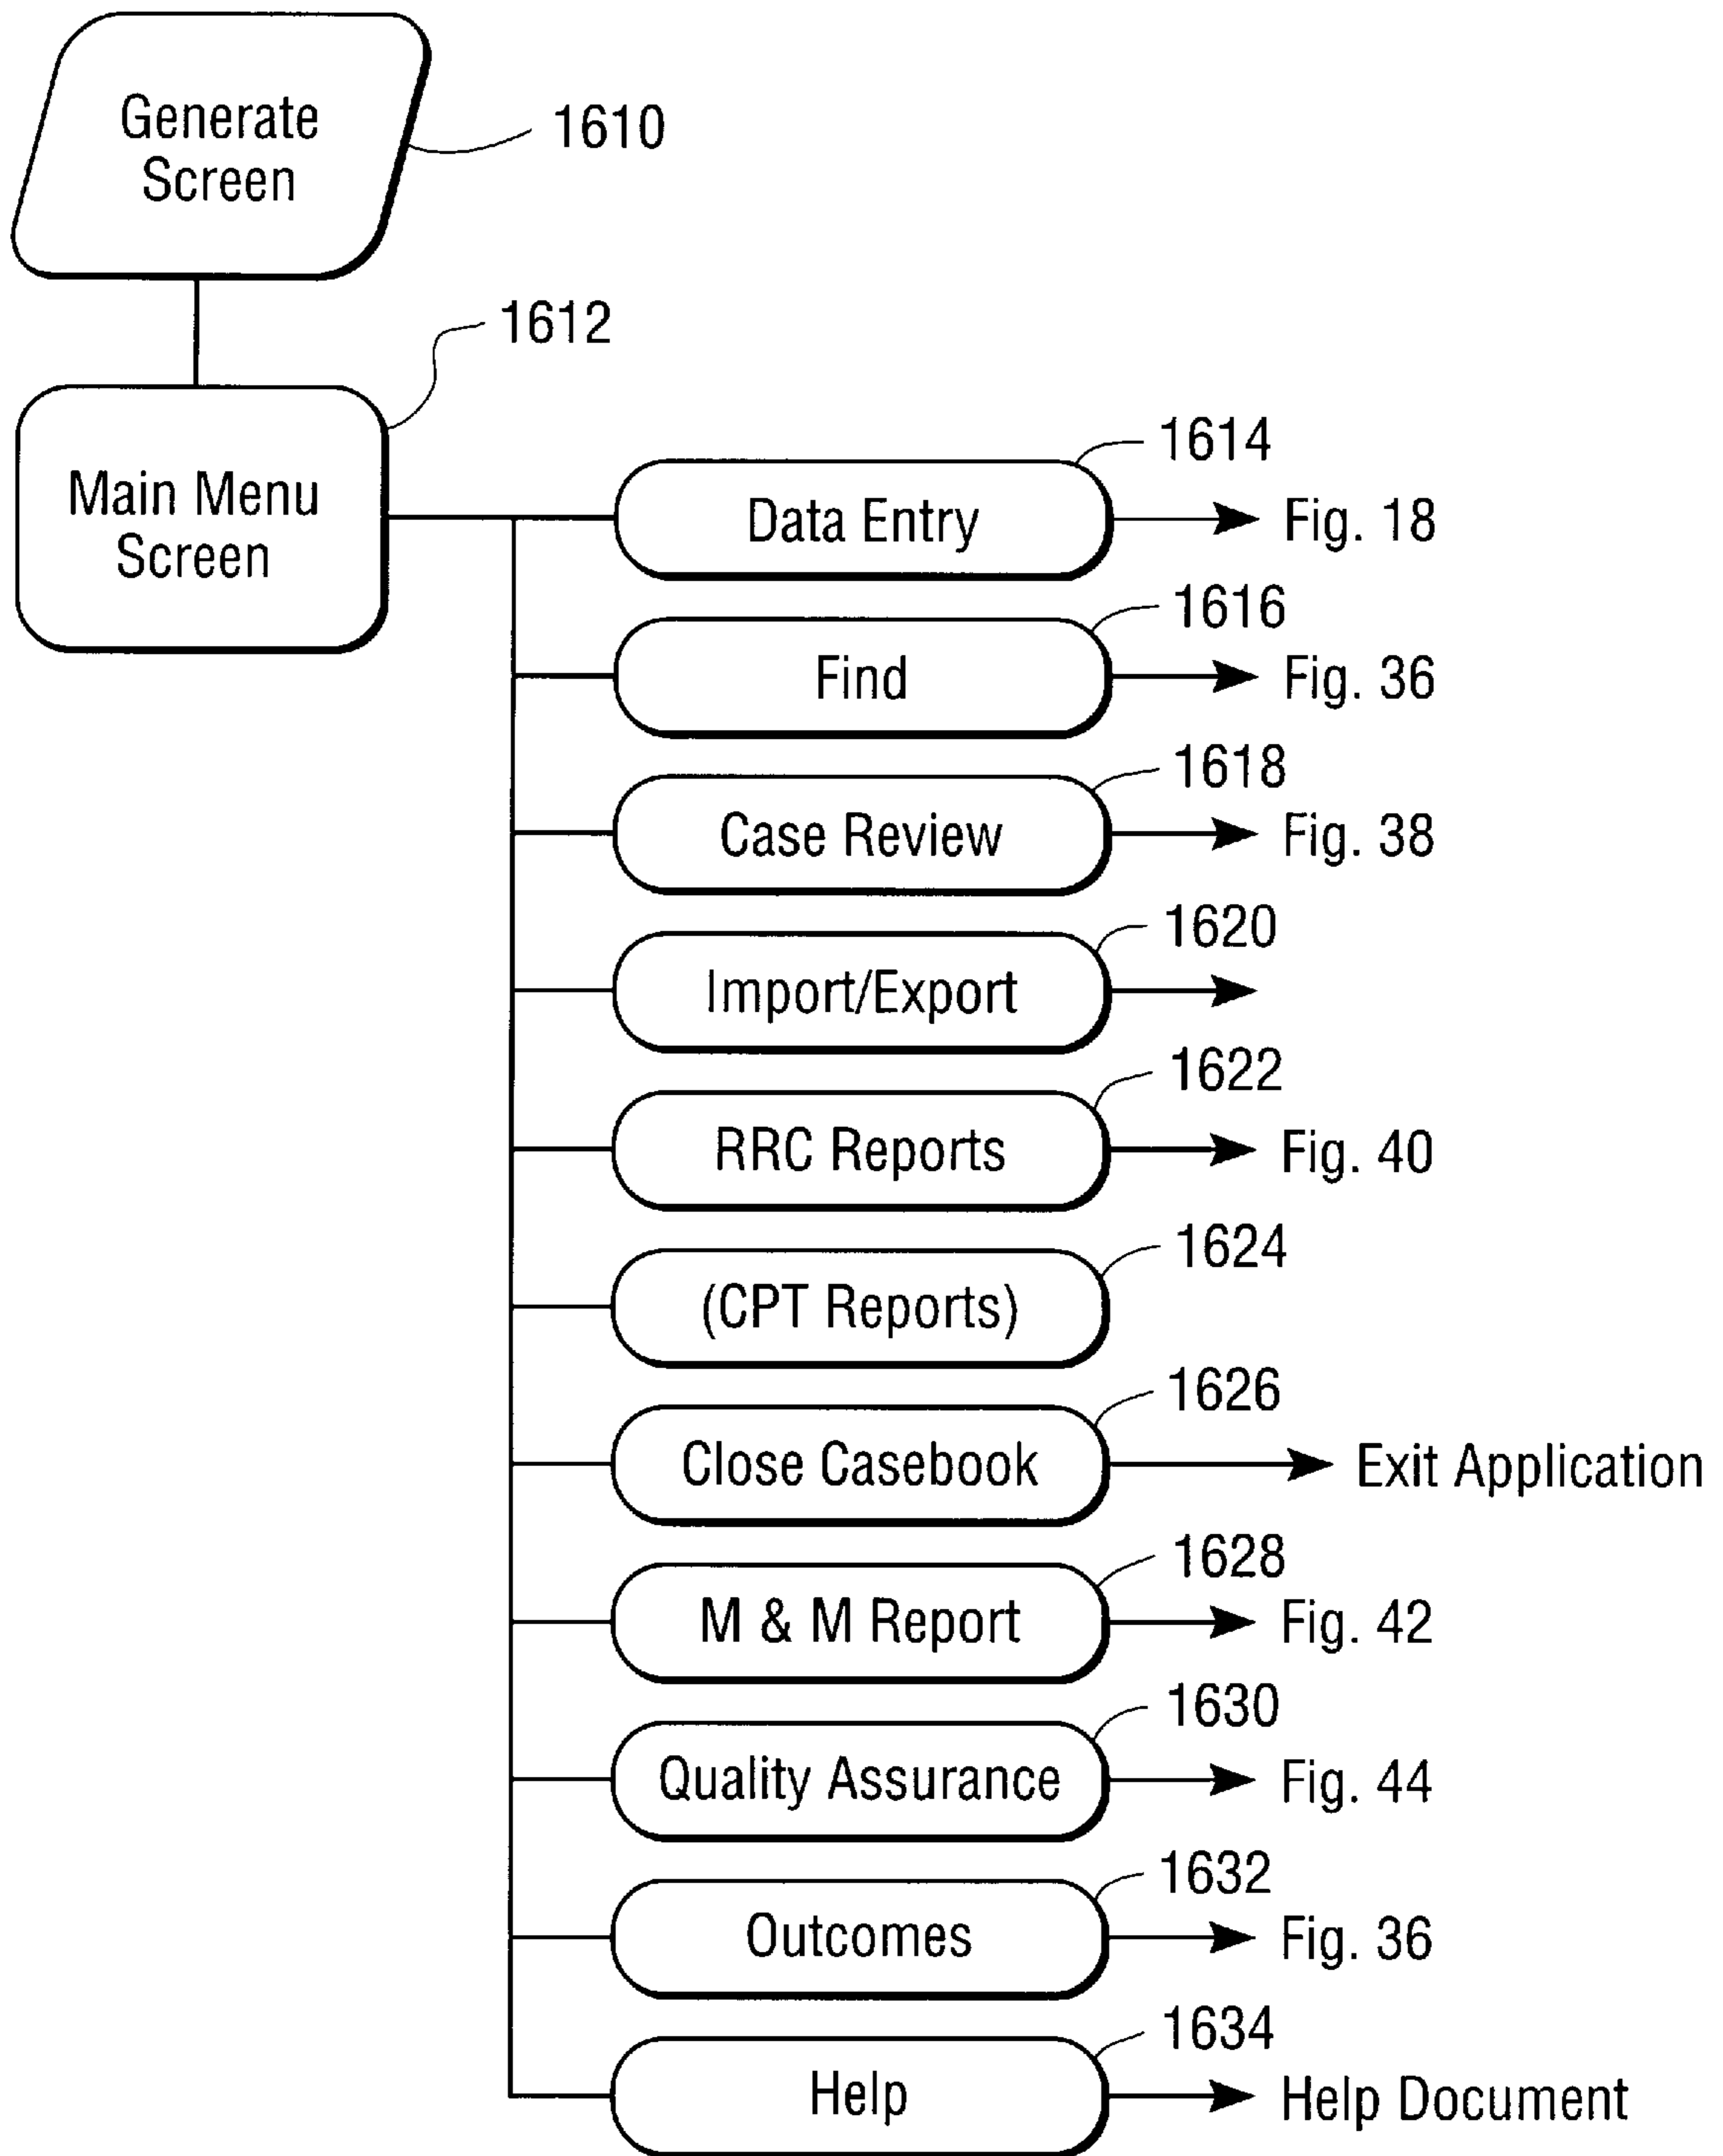 Generate
Screen
1610
1612
Main Menu
Screen
1614
Data Entry
Fig. 18
1616
Find
Fig. 36
1618
Case Review
Fig. 38
1620
Import/Export
1622
RRC Reports
Fig. 40
1624
(CPT Reports)
1626
Close Casebook
Exit Application
1628
M & M Report
Fig. 42
1630
Quality Assurance
Fig. 44
1632
Outcomes
Fig. 36
1634
Help
Help Document